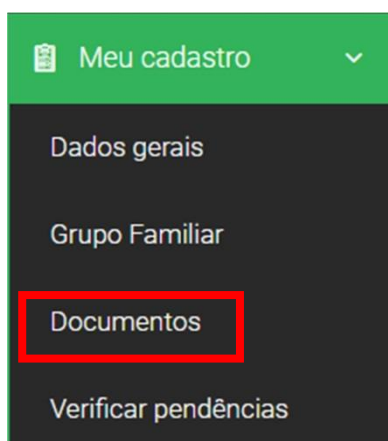 Meu cadastro
Dados gerais
Grupo Familiar
Documentos
Verificar pendências